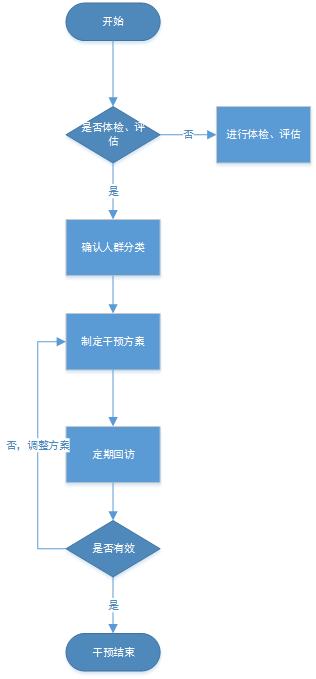 开始
是否体检、评
估
否
进行体检、评估
是
确认人群分类
制定干预方案
否，调整方案
定期回访
是否有效
是
干预结束